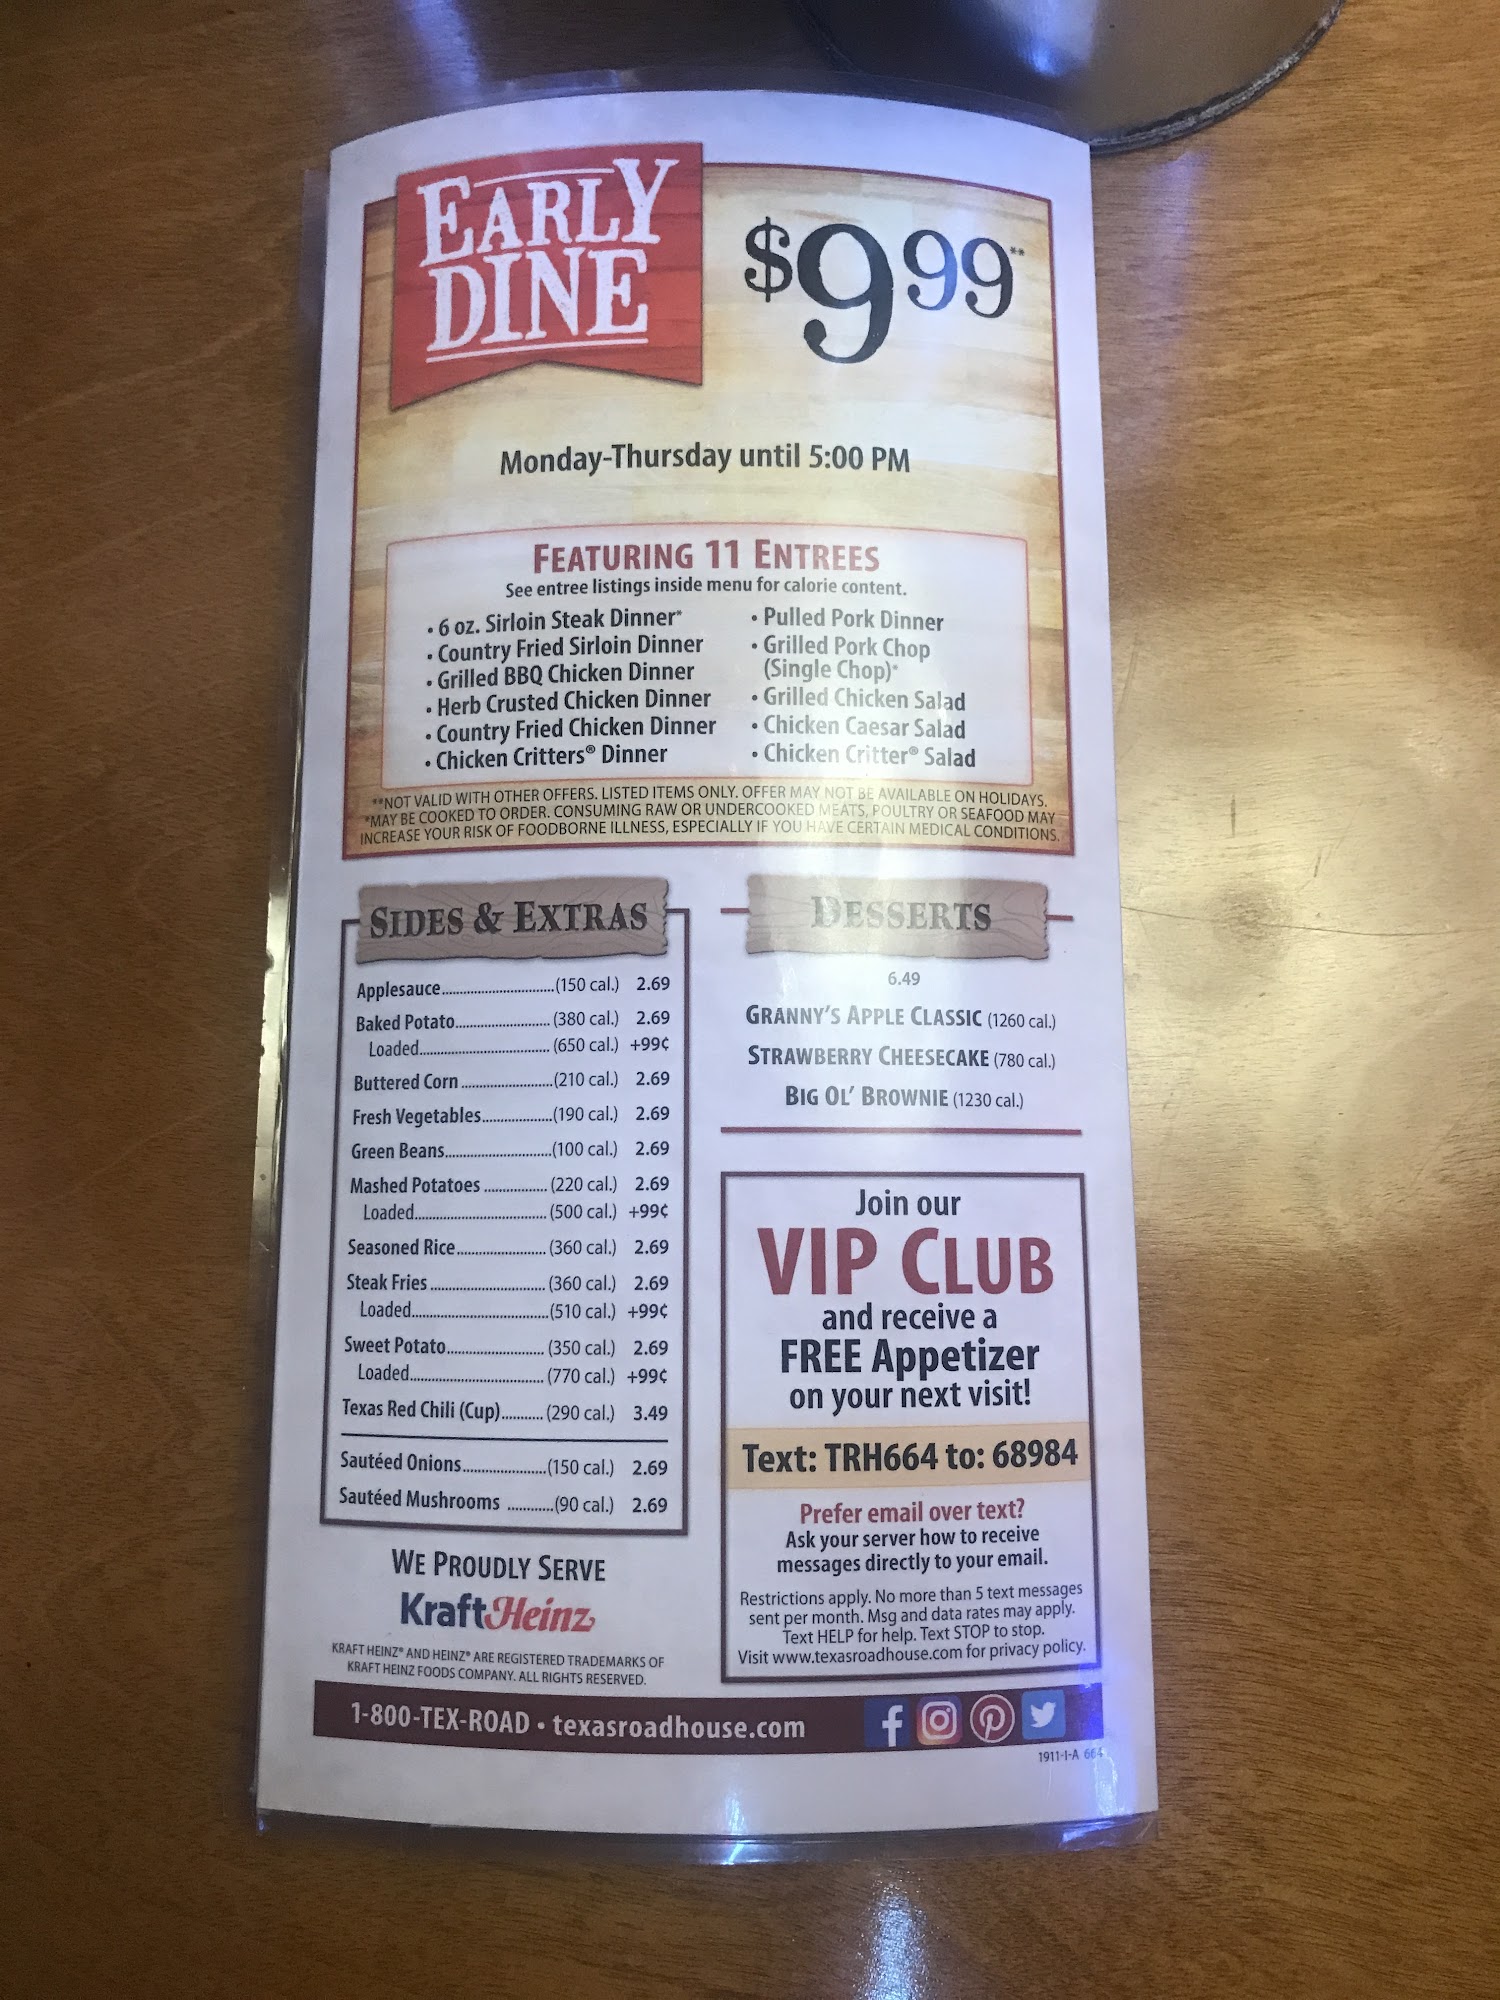 EARLY
DINE
$9.99**
Monday-Thursday until 5:00 PM
FEATURING 11 ENTREES
See entree listings inside menu for calorie content.
• 6 oz. Sirloin Steak Dinner*
• Country Fried Sirloin Dinner
• Grilled BBQ Chicken Dinner
• Herb Crusted Chicken Dinner
• Country Fried Chicken Dinner
• Chicken Critters® Dinner
• Pulled Pork Dinner
• Grilled Pork Chop
(Single Chop)*
• Grilled Chicken Salad
• Chicken Caesar Salad
• Chicken Critter® Salad
**NOT VALID WITH OTHER OFFERS. LISTED ITEMS ONLY. OFFER MAY NOT BE AVAILABLE ON HOLIDAYS.
*MAY BE COOKED TO ORDER. CONSUMING RAW OR UNDERCOOKED MEATS, POULTRY OR SEAFOOD MAY
INCREASE YOUR RISK OF FOODBORNE ILLNESS, ESPECIALLY IF YOU HAVE CERTAIN MEDICAL CONDITIONS.
SIDES & EXTRAS
Applesauce..............................(150 cal.) 2.69
Baked Potato.........................(380 cal.) 2.69
Loaded...................................(650 cal.) +99¢
Buttered Corn.........................(210 cal.) 2.69
Fresh Vegetables...................(190 cal.) 2.69
Green Beans.............................(100 cal.) 2.69
Mashed Potatoes.................(220 cal.) 2.69
Loaded...................................(500 cal.) +99¢
Seasoned Rice........................(360 cal.) 2.69
Steak Fries...............................(360 cal.) 2.69
Loaded.....................................(510 cal.) +99¢
Sweet Potato..........................(350 cal.) 2.69
Loaded....................................(770 cal.) +99¢
Texas Red Chili (Cup)...........(290 cal.) 3.49
Sautéed Onions......................(150 cal.) 2.69
Sautéed Mushrooms............(90 cal.) 2.69
WE PROUDLY SERVE
KraftHeinz
KRAFT HEINZ® AND HEINZ® ARE REGISTERED TRADEMARKS OF
KRAFT HEINZ FOODS COMPANY. ALL RIGHTS RESERVED.
DESSERTS
6.49
GRANNY'S APPLE CLASSIC (1260 cal.)
STRAWBERRY CHEESECAKE (780 cal.)
BIG OL' BROWNIE (1230 cal.)
Join our
VIP CLUB
and receive a
FREE Appetizer
on your next visit!
Text: TRH664 to: 68984
Prefer email over text?
Ask your server how to receive
messages directly to your email.
Restrictions apply. No more than 5 text messages
sent per month. Msg and data rates may apply.
Text HELP for help. Text STOP to stop.
Visit www.texasroadhouse.com for privacy policy.
1-800-TEX-ROAD • texasroadhouse.com
1911-I-A 664